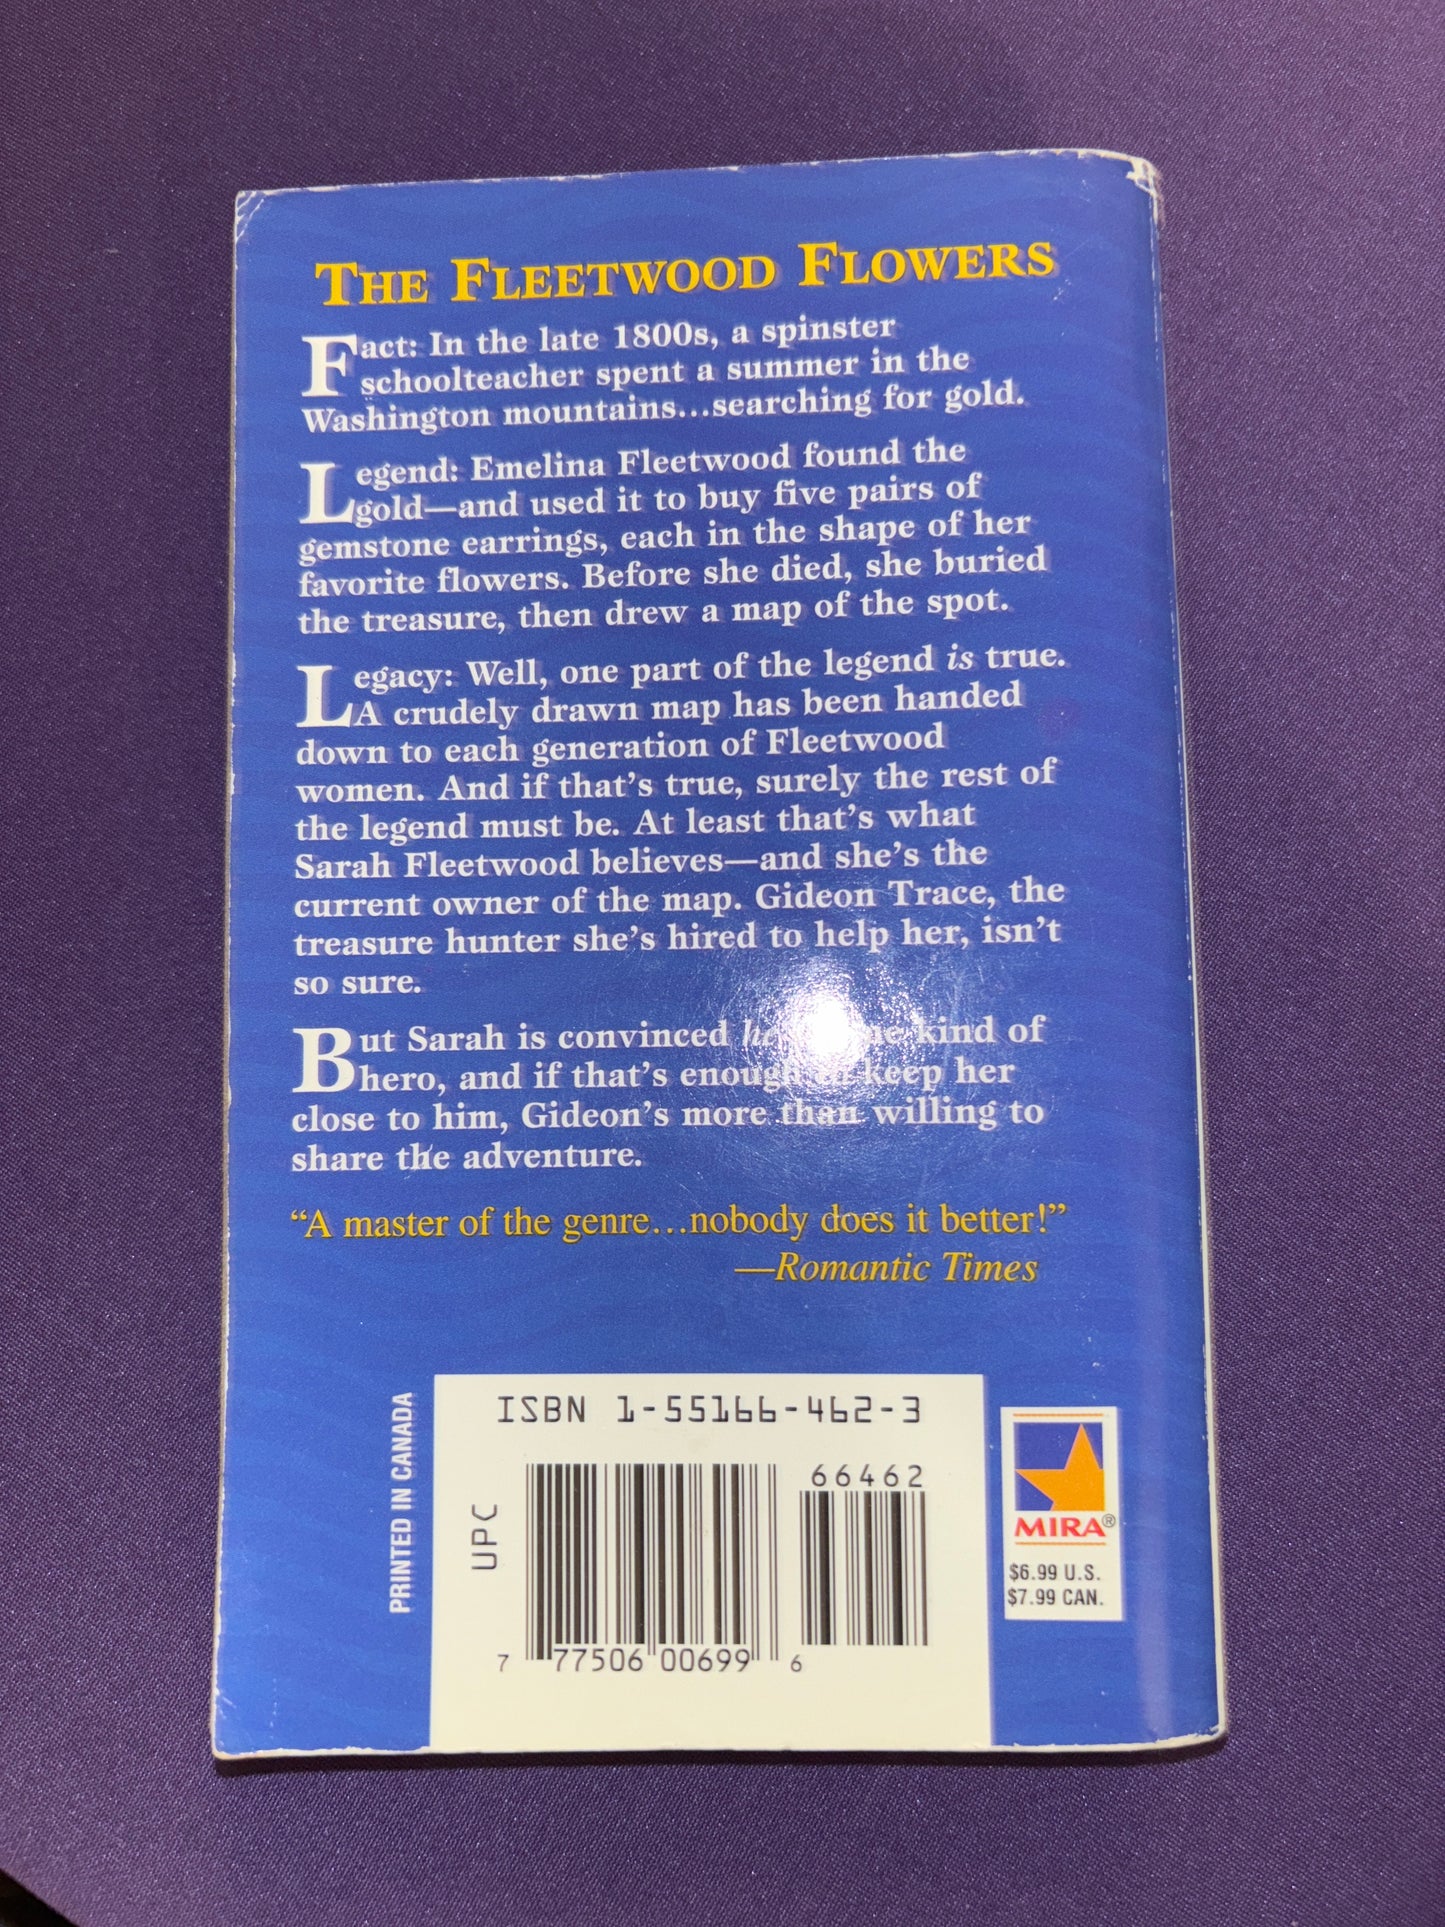 THE FLEETWOOD FLOWERS
Fact: In the late 1800s, a spinster
schoolteacher spent a summer in the
Washington mountains...searching for gold.
Legend: Emelina Fleetwood found the
gold—and used it to buy five pairs of
gemstone earrings, each in the shape of her
favorite flowers. Before she died, she buried
the treasure, then drew a map of the spot.
Legacy: Well, one part of the legend is true.
A crudely drawn map has been handed
down to each generation of Fleetwood
women. And if that's true, surely the rest of
the legend must be. At least that's what
Sarah Fleetwood believes—and she's the
current owner of the map. Gideon Trace, the
treasure hunter she's hired to help her, isn't
so sure.
But Sarah is convinced kind of
hero, and if that's enough keep her
close to him, Gideon's more than willing to
share the adventure.
“A master of the genre...nobody does it better!”
—Romantic Times
PRINTED IN CANADA
ISBN 1-55166-462-3
UPC
66462
7 77506 00699 6
MIRA®
$6.99 U.S.
$7.99 CAN.